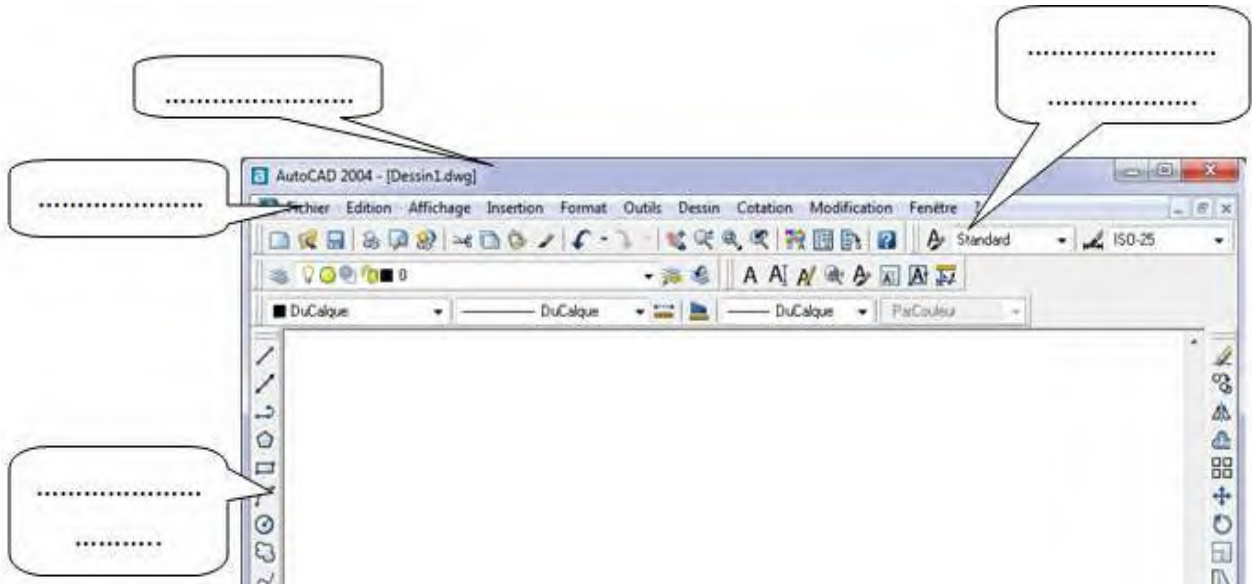 ........................
........................
...................
.....................
AutoCAD 2004 - [Dessin1.dwg]
Fichier Edition Affichage Insertion Format Outils Dessin Cotation Modification Fenêtre ?
Standard ISO-25
0 A AI A
DuCalque DuCalque DuCalque ParCouleur
.....................
...........